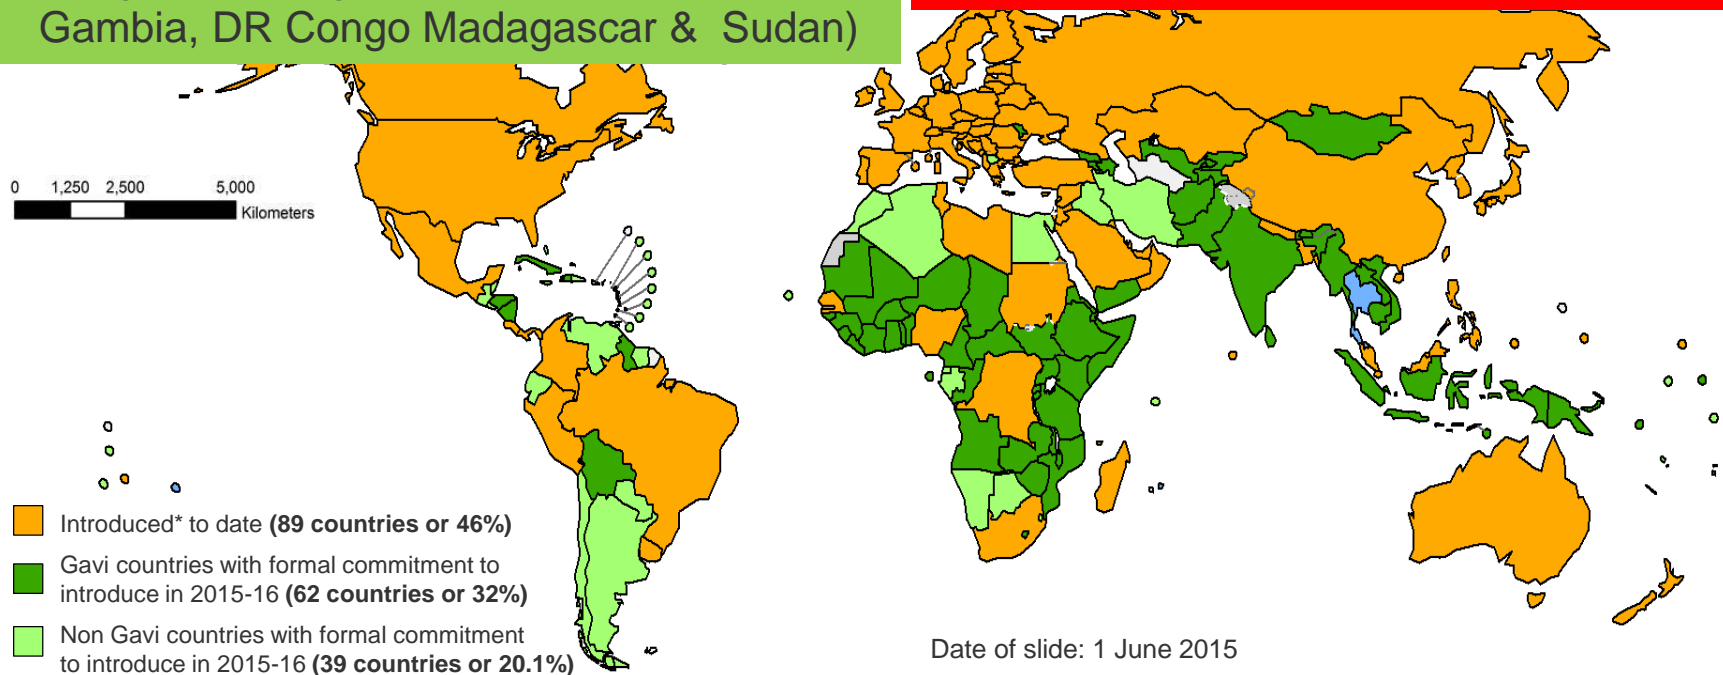 Gambia, DR Congo Madagascar & Sudan)
0 1,250 2,500 5,000
Kilometers
Introduced* to date (89 countries or 46%)
Gavi countries with formal commitment to
introduce in 2015-16 (62 countries or 32%)
Non Gavi countries with formal commitment
to introduce in 2015-16 (39 countries or 20.1%)
Date of slide: 1 June 2015